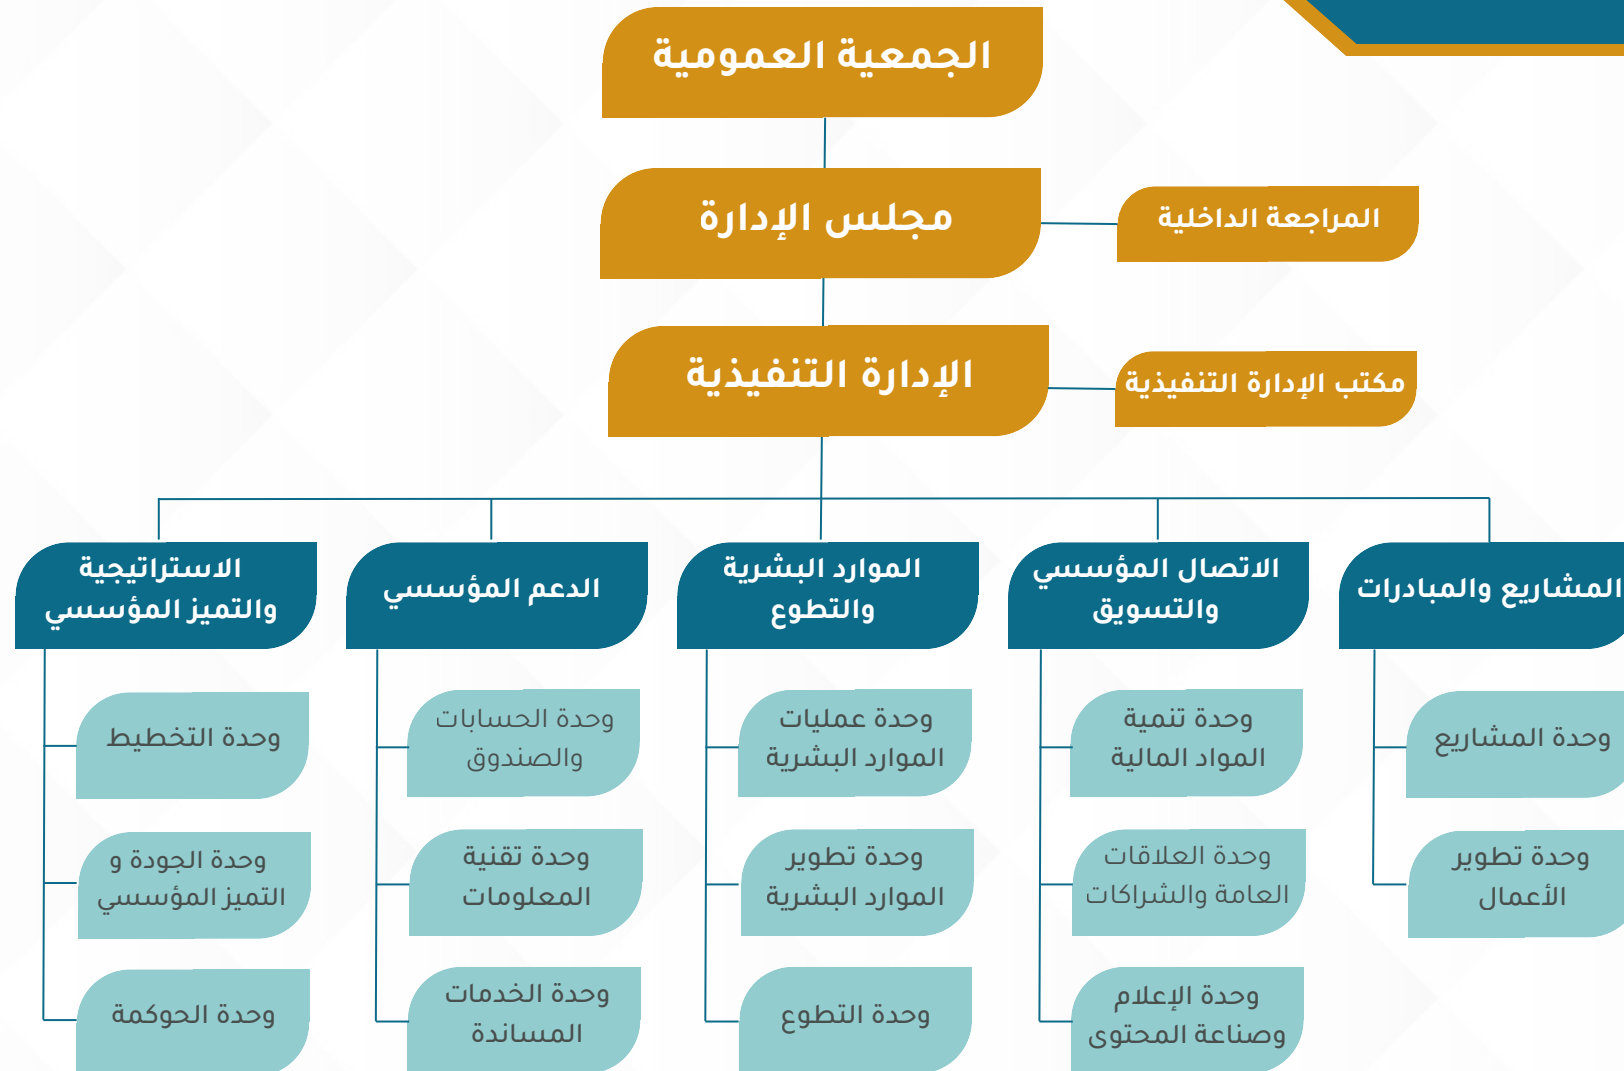 الجمعية العمومية
مجلس الإدارة
المراجعة الداخلية
الإدارة التنفيذية
مكتب الإدارة التنفيذية
المشاريع والمبادرات
الاتصال المؤسسي
والتسويق
الموارد البشرية
والتطوع
الدعم المؤسسي
الاستراتيجية
والتميز المؤسسي
وحدة المشاريع
وحدة تطوير
الأعمال
وحدة تنمية
المواد المالية
وحدة العلاقات
العامة والشراكات
وحدة الإعلام
وصناعة المحتوى
وحدة عمليات
الموارد البشرية
وحدة تطوير
الموارد البشرية
وحدة التطوع
وحدة الحسابات
والصندوق
وحدة تقنية
المعلومات
وحدة الخدمات
المساندة
وحدة التخطيط
وحدة الجودة و
التميز المؤسسي
وحدة الحوكمة